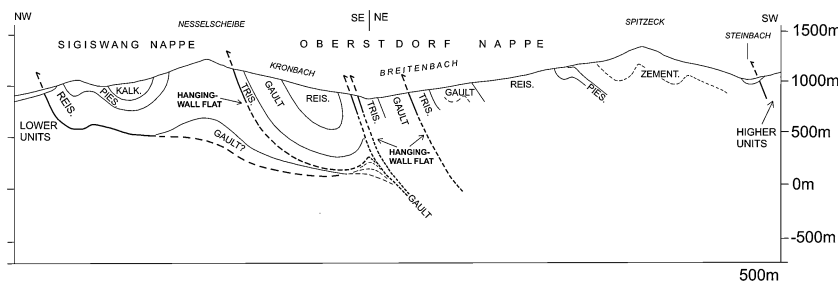 NW
NESSELSCHEIBE
SE NE
SPITZECK
SW
STEINBACH
1500m
SIGISWANG NAPPE
OBERSTDORF NAPPE
KRONBACH
BREITENBACH
1000m
REIS.
PIES.
KALK.
TRIS.
GAULT
REIS.
TRIS.
GAULT
TRIS.
GAULT
REIS.
PIES.
ZEMENT.
HANGING-
WALL FLAT
LOWER
UNITS
GAULT?
HANGING-
WALL FLAT
HIGHER
UNITS
500m
0m
GAULT
-500m
500m